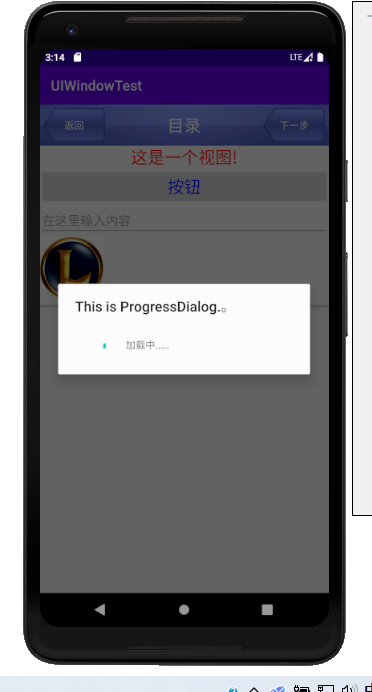 3:14 LTE
UIWindowTest
返回 目录 下一步
这是一个视图!
按钮
在这里输入内容
L
This is ProgressDialog.。
加载中.....